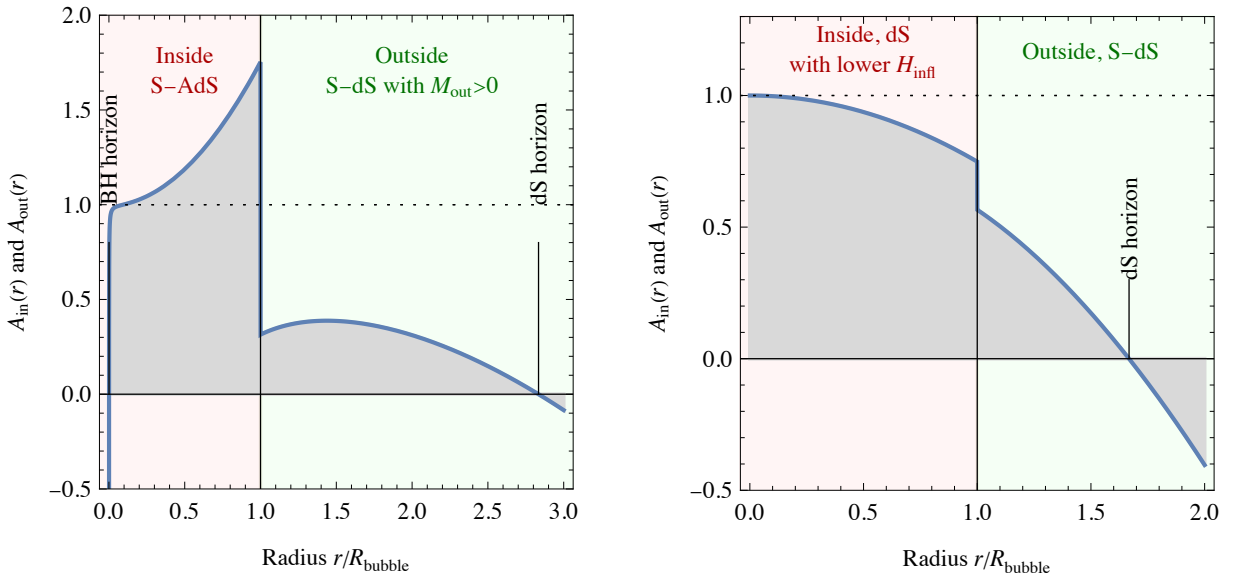 2.0
1.5
1.0
0.5
0.0
−0.5
A_in(r) and A_out(r)
Inside
S−AdS
Outside
S−dS with M_out>0
BH horizon
dS horizon
0.0 0.5 1.0 1.5 2.0 2.5 3.0
Radius r/R_bubble
1.0
0.5
0.0
−0.5
A_in(r) and A_out(r)
Inside, dS
with lower H_infl
Outside, S−dS
dS horizon
0.0 0.5 1.0 1.5 2.0
Radius r/R_bubble